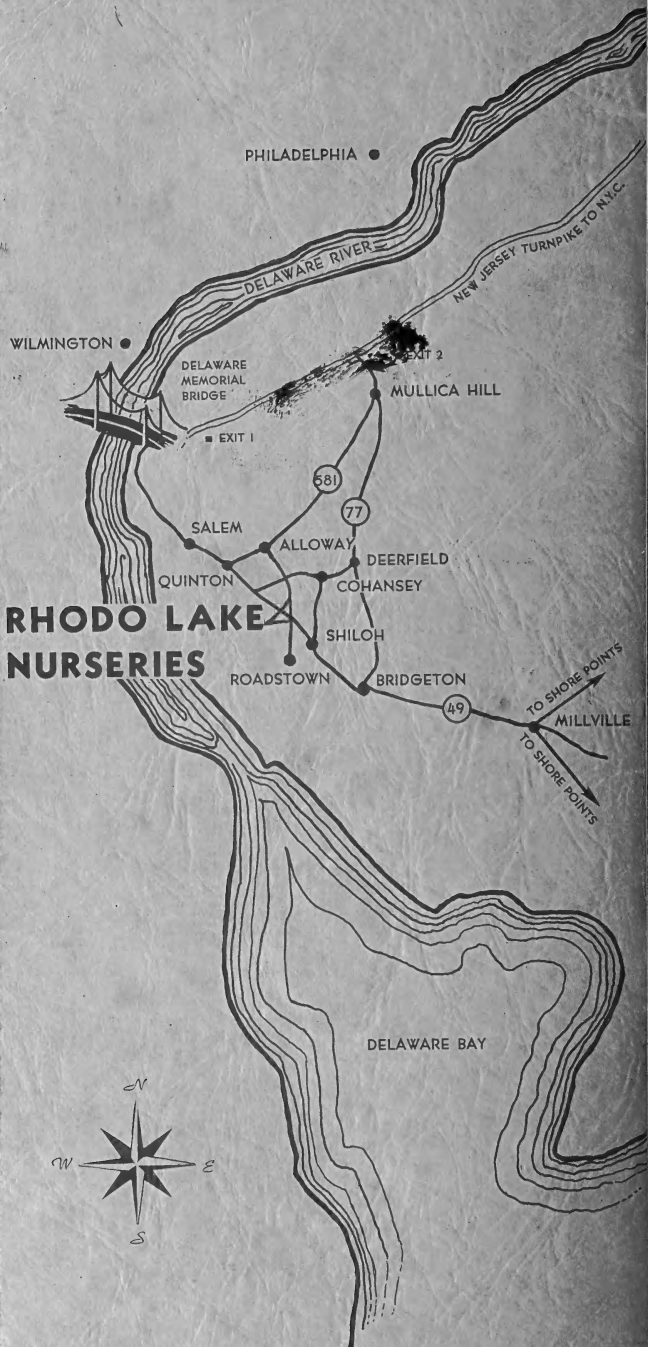 PHILADELPHIA
DELAWARE RIVER
NEW JERSEY TURNPIKE TO N.Y.C.
WILMINGTON
DELAWARE
MEMORIAL
BRIDGE
EXIT 2
MULLICA HILL
EXIT 1
581
77
SALEM
ALLOWAY
DEERFIELD
QUINTON
COHANSEY
RHODO LAKE
NURSERIES
SHILOH
ROADSTOWN
BRIDGETON
49
TO SHORE POINTS
MILLVILLE
TO SHORE POINTS
DELAWARE BAY
N
W
E
S